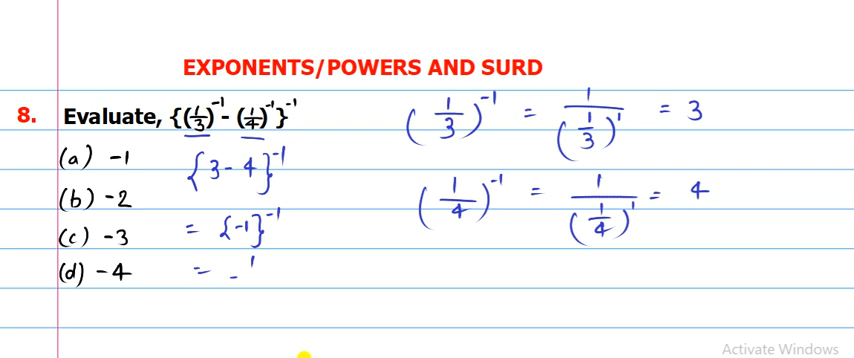 EXPONENTS/POWERS AND SURD
8. Evaluate, {(1/3)^-1 - (1/4)^-1}^-1
(a) -1
(b) -2
(c) -3
(d) -4
{3 - 4}^-1
= {-1}^-1
= -1
(1/3)^-1 = 1/(1/3)^1 = 3
(1/4)^-1 = 1/(1/4)^1 = 4
Activate Windows